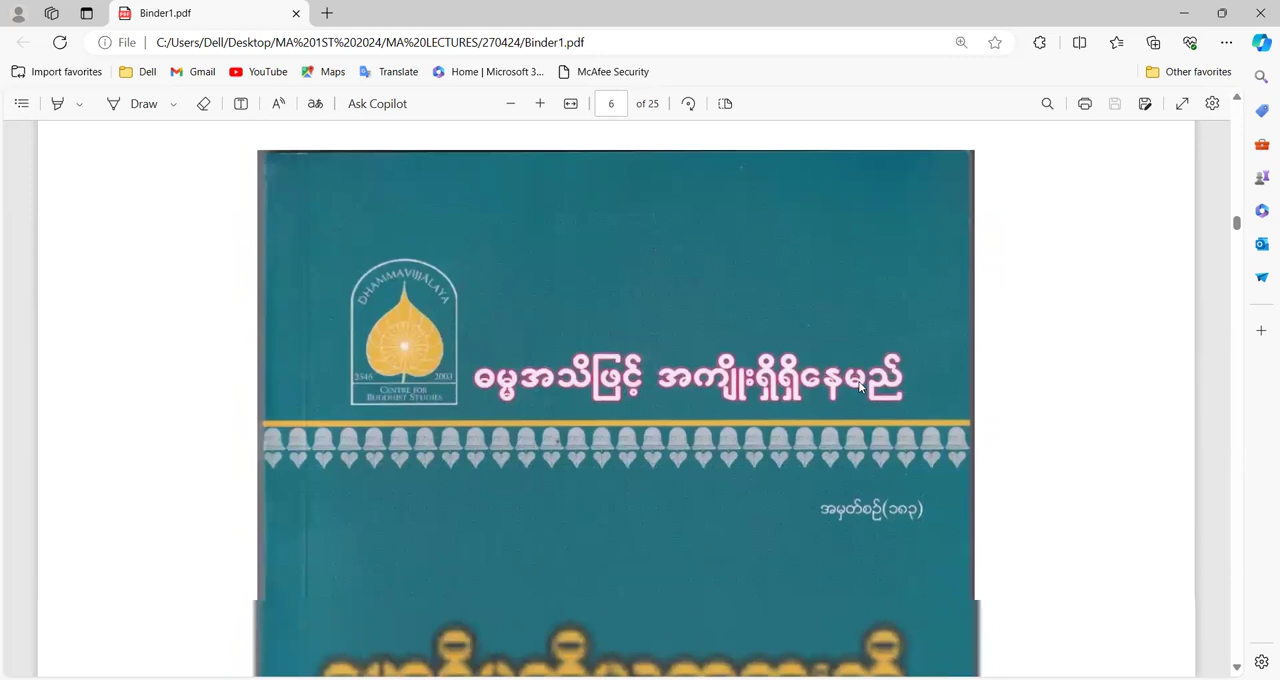 Binder1.pdf
File
C:/Users/Dell/Desktop/MA%201ST%202024/MA%20LECTURES/270424/Binder1.pdf
Import favorites
Dell
Gmail
YouTube
Maps
Translate
Home | Microsoft 3...
McAfee Security
Other favorites
Draw
Ask Copilot
6
of 25
DHAMMAVIJJALAYA
2546
2003
CENTRE FOR
BUDDHIST STUDIES
ဓမ္မအသိဖြင့် အကျိုးရှိရှိနေမည်
အမှတ်စဉ်(၁၈၃)